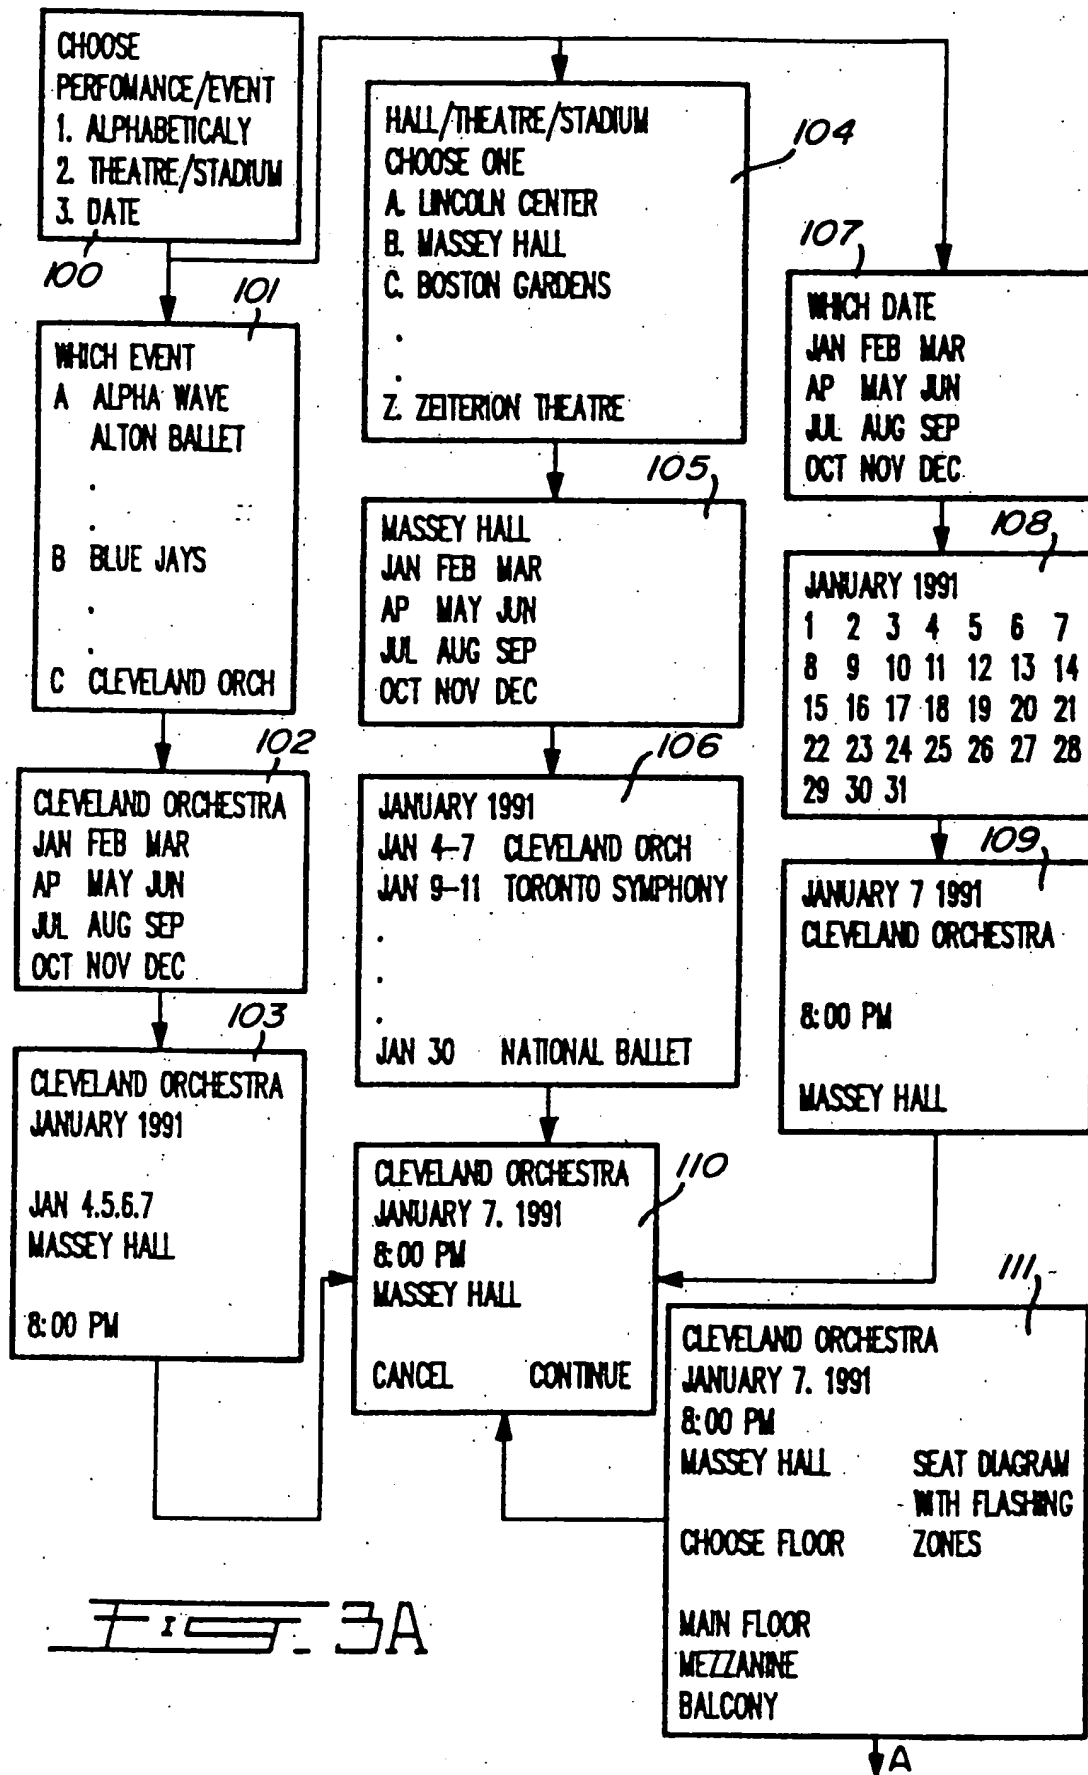 CHOOSE
PERFOMANCE/EVENT
1. ALPHABETICALY
2. THEATRE/STADIUM
3. DATE
100
101
WHICH EVENT
A ALPHA WAVE
ALTON BALLET
.
.
B BLUE JAYS
.
.
C CLEVELAND ORCH
102
CLEVELAND ORCHESTRA
JAN FEB MAR
AP MAY JUN
JUL AUG SEP
OCT NOV DEC
103
CLEVELAND ORCHESTRA
JANUARY 1991
JAN 4.5.6.7
MASSEY HALL
8:00 PM
104
HALL/THEATRE/STADIUM
CHOOSE ONE
A. LINCOLN CENTER
B. MASSEY HALL
C. BOSTON GARDENS
.
.
Z. ZEITERION THEATRE
105
MASSEY HALL
JAN FEB MAR
AP MAY JUN
JUL AUG SEP
OCT NOV DEC
106
JANUARY 1991
JAN 4-7 CLEVELAND ORCH
JAN 9-11 TORONTO SYMPHONY
.
.
.
JAN 30 NATIONAL BALLET
107
WHICH DATE
JAN FEB MAR
AP MAY JUN
JUL AUG SEP
OCT NOV DEC
108
JANUARY 1991
1 2 3 4 5 6 7
8 9 10 11 12 13 14
15 16 17 18 19 20 21
22 23 24 25 26 27 28
29 30 31
109
JANUARY 7 1991
CLEVELAND ORCHESTRA
8:00 PM
MASSEY HALL
110
CLEVELAND ORCHESTRA
JANUARY 7. 1991
8:00 PM
MASSEY HALL
CANCEL CONTINUE
111
CLEVELAND ORCHESTRA
JANUARY 7. 1991
8:00 PM
MASSEY HALL SEAT DIAGRAM
WITH FLASHING
CHOOSE FLOOR ZONES
MAIN FLOOR
MEZZANINE
BALCONY
A
FIG. 3A